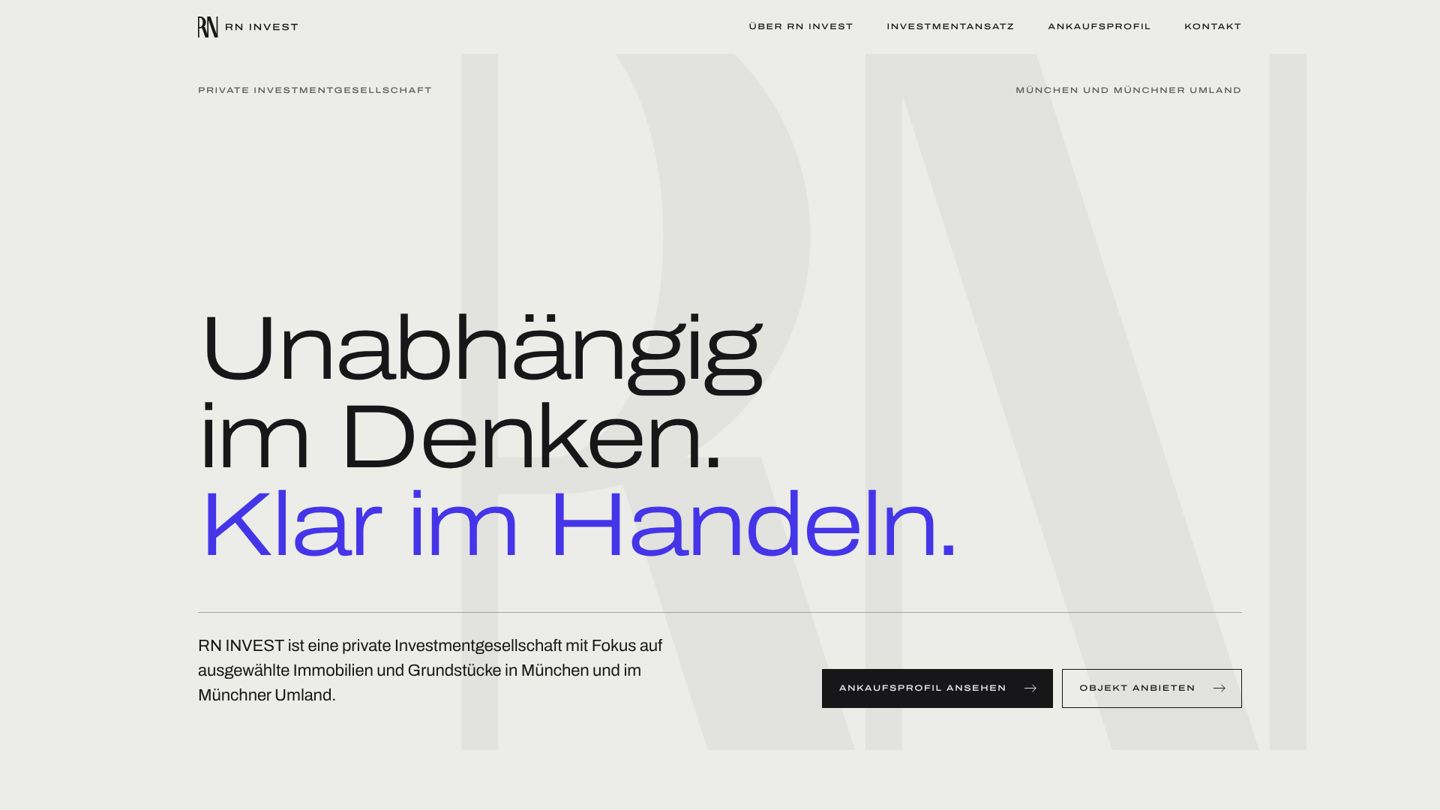 RN RN INVEST
ÜBER RN INVEST
INVESTMENTANSATZ
ANKAUFSPROFIL
KONTAKT
PRIVATE INVESTMENTGESELLSCHAFT
MÜNCHEN UND MÜNCHNER UMLAND
RN
Unabhängig
im Denken.
Klar im Handeln.
RN INVEST ist eine private Investmentgesellschaft mit Fokus auf
ausgewählte Immobilien und Grundstücke in München und im
Münchner Umland.
ANKAUFSPROFIL ANSEHEN
OBJEKT ANBIETEN